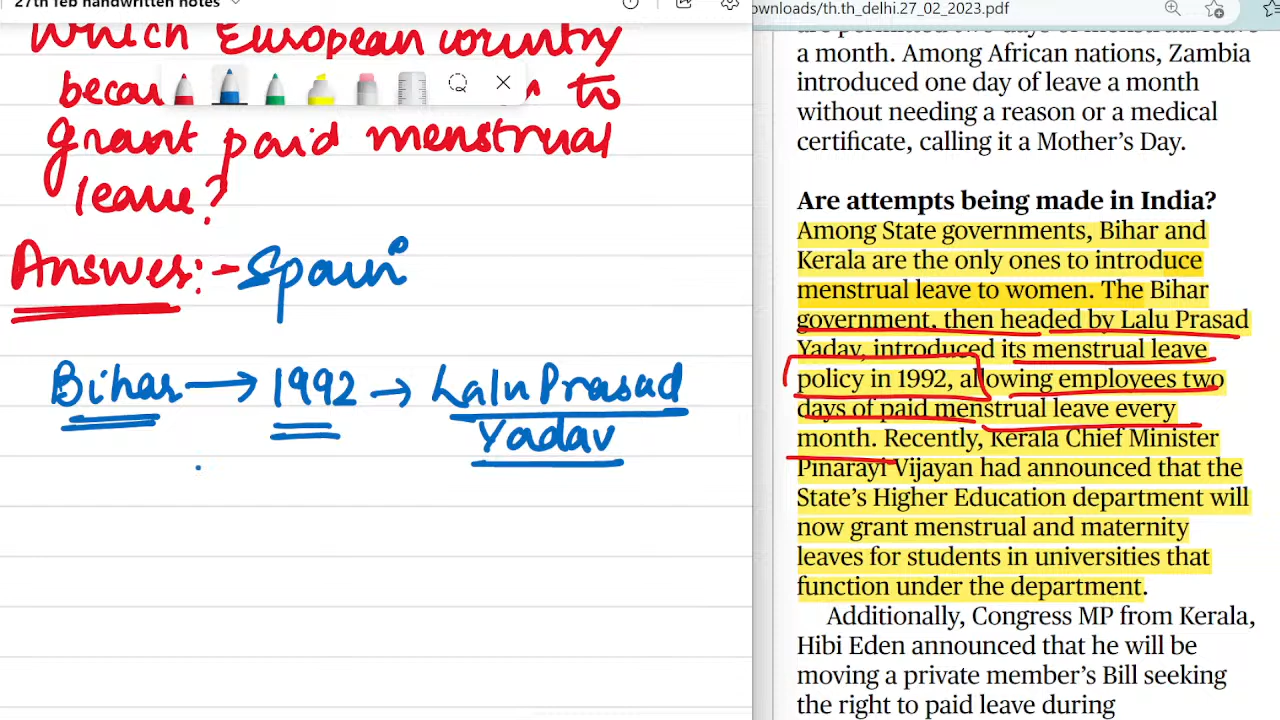 27th feb handwritten notes
Which European country
to
grant paid menstrual
leave?
Answer:- Spain
Bihar → 1992 → Lalu Prasad
Yadav
ownloads/th.th_delhi.27_02_2023.pdf
are permitted two days of menstrual leave
a month. Among African nations, Zambia
introduced one day of leave a month
without needing a reason or a medical
certificate, calling it a Mother’s Day.
Are attempts being made in India?
Among State governments, Bihar and
Kerala are the only ones to introduce
menstrual leave to women. The Bihar
government, then headed by Lalu Prasad
Yadav, introduced its menstrual leave
policy in 1992, allowing employees two
days of paid menstrual leave every
month. Recently, Kerala Chief Minister
Pinarayi Vijayan had announced that the
State’s Higher Education department will
now grant menstrual and maternity
leaves for students in universities that
function under the department.
Additionally, Congress MP from Kerala,
Hibi Eden announced that he will be
moving a private member’s Bill seeking
the right to paid leave during